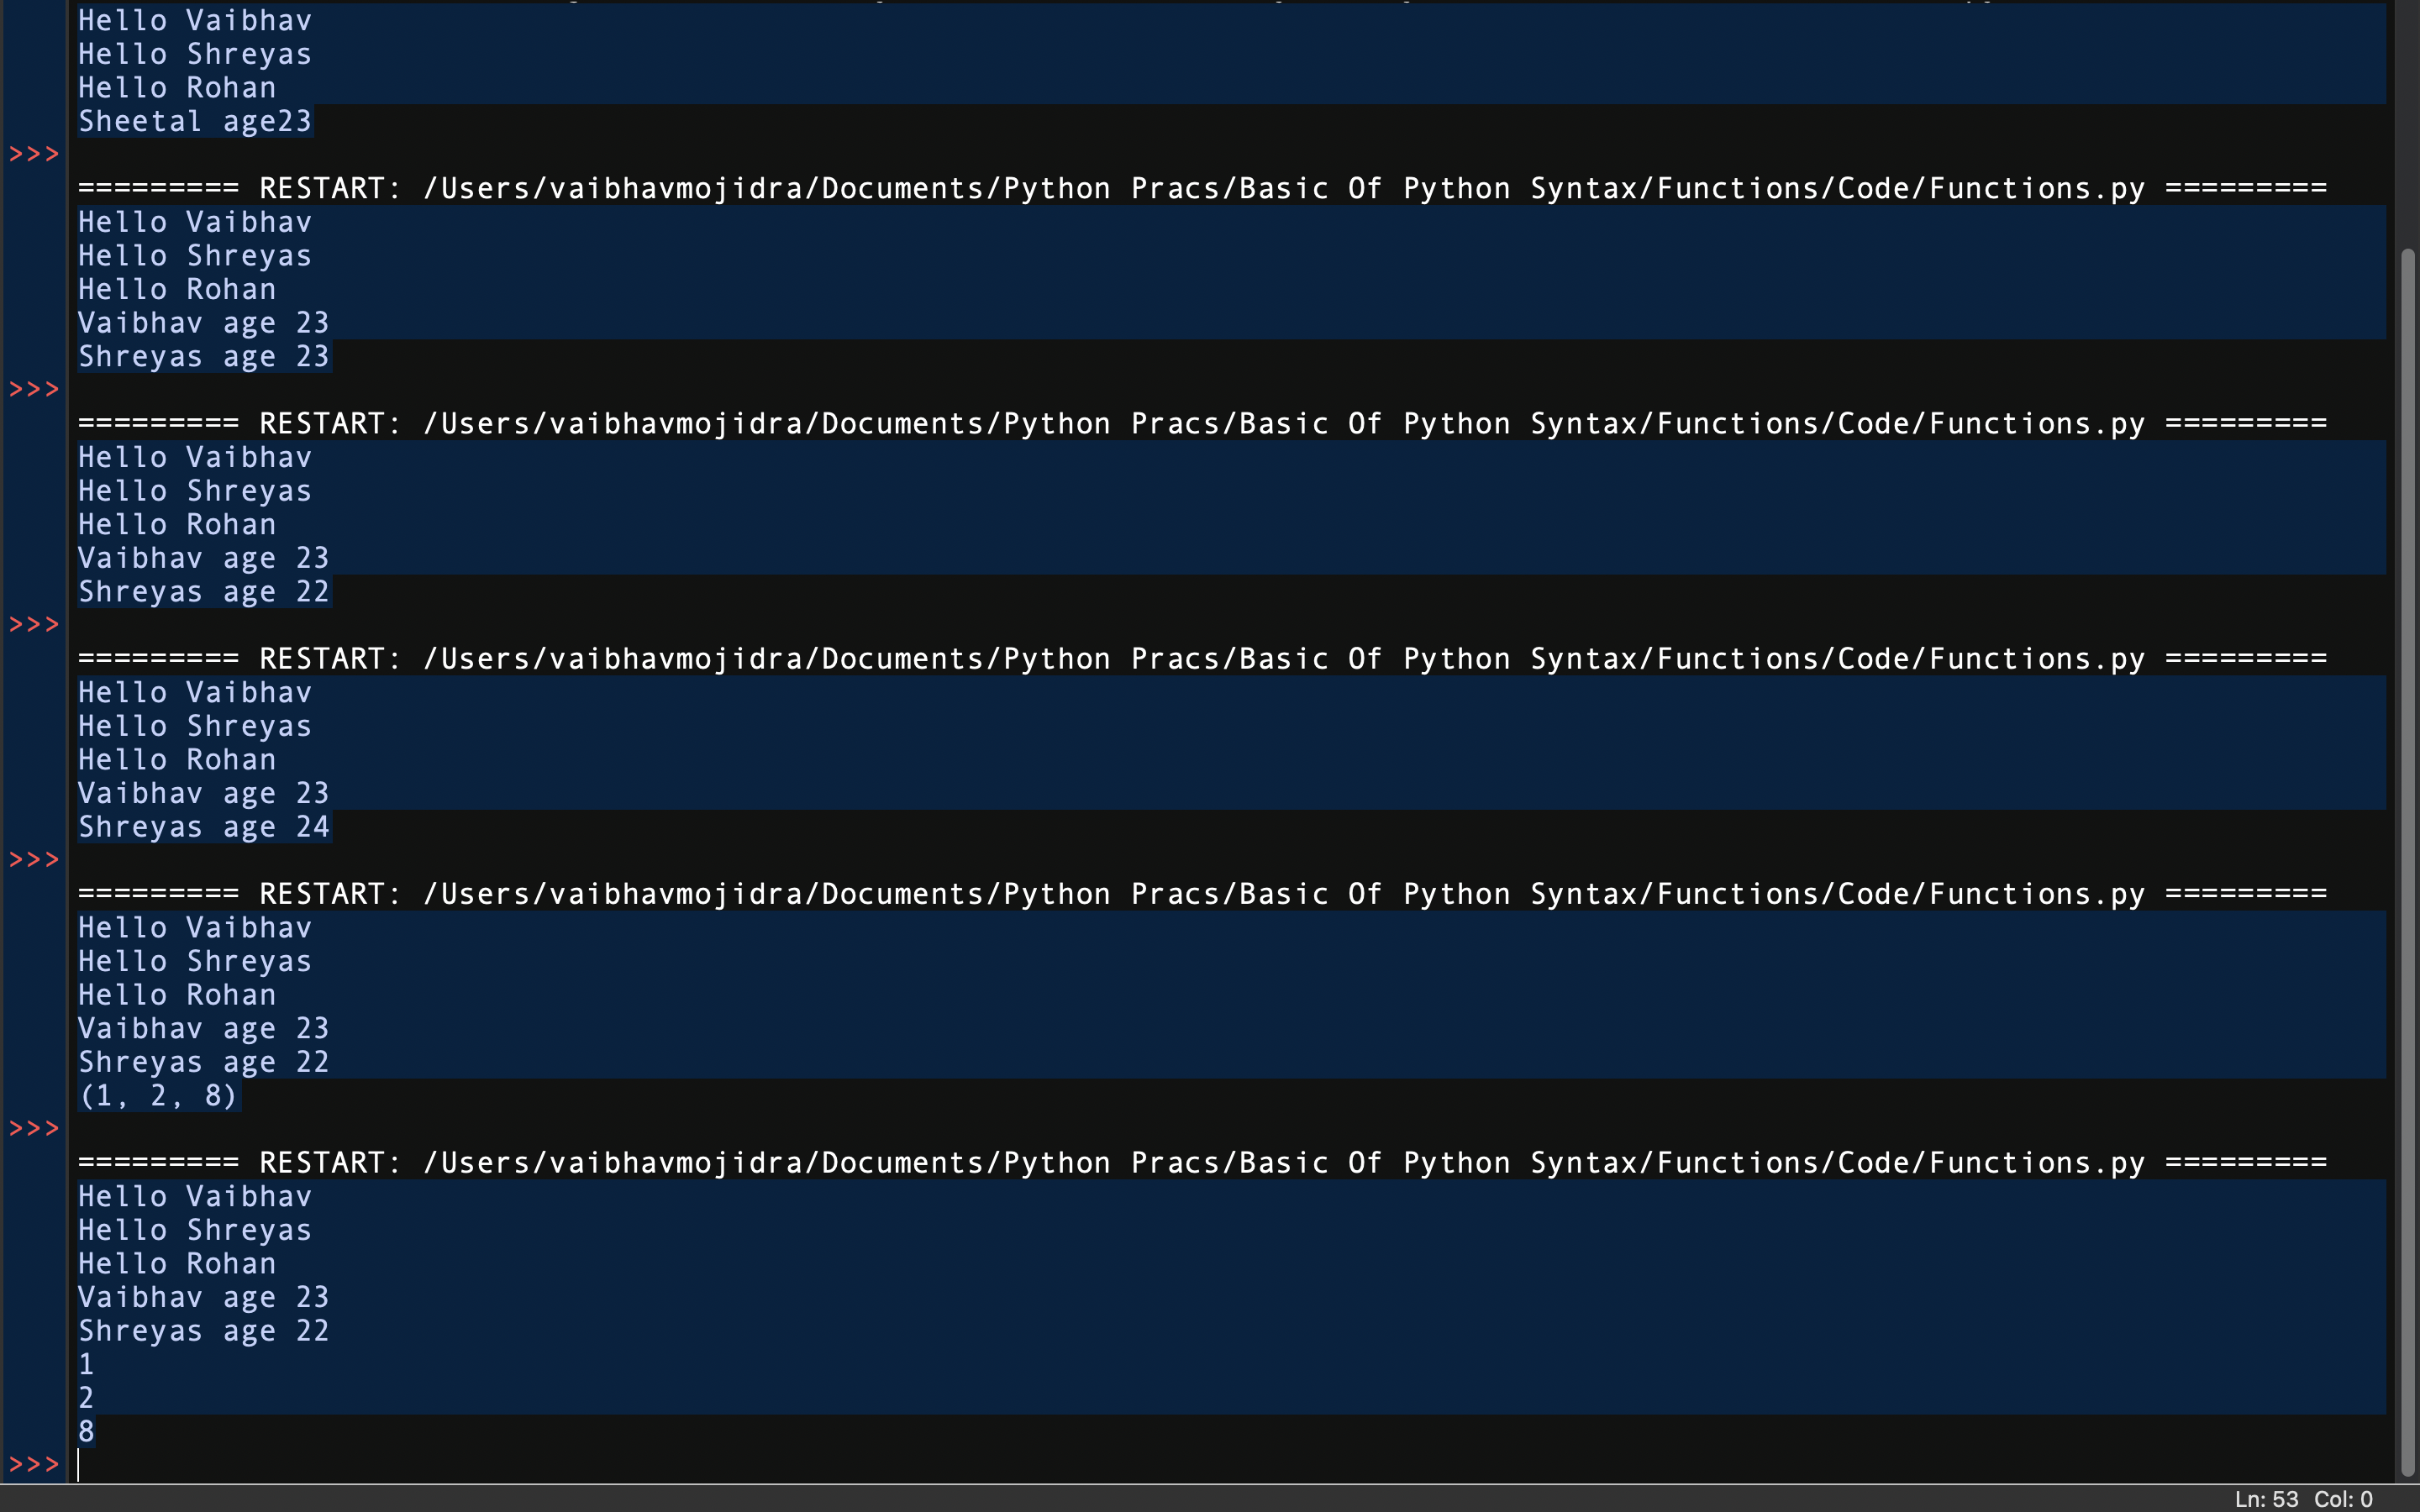 Hello Vaibhav
Hello Shreyas
Hello Rohan
Sheetal age23
>>>
========= RESTART: /Users/vaibhavmojidra/Documents/Python Pracs/Basic Of Python Syntax/Functions/Code/Functions.py =========
Hello Vaibhav
Hello Shreyas
Hello Rohan
Vaibhav age 23
Shreyas age 23
>>>
========= RESTART: /Users/vaibhavmojidra/Documents/Python Pracs/Basic Of Python Syntax/Functions/Code/Functions.py =========
Hello Vaibhav
Hello Shreyas
Hello Rohan
Vaibhav age 23
Shreyas age 22
>>>
========= RESTART: /Users/vaibhavmojidra/Documents/Python Pracs/Basic Of Python Syntax/Functions/Code/Functions.py =========
Hello Vaibhav
Hello Shreyas
Hello Rohan
Vaibhav age 23
Shreyas age 24
>>>
========= RESTART: /Users/vaibhavmojidra/Documents/Python Pracs/Basic Of Python Syntax/Functions/Code/Functions.py =========
Hello Vaibhav
Hello Shreyas
Hello Rohan
Vaibhav age 23
Shreyas age 22
(1, 2, 8)
>>>
========= RESTART: /Users/vaibhavmojidra/Documents/Python Pracs/Basic Of Python Syntax/Functions/Code/Functions.py =========
Hello Vaibhav
Hello Shreyas
Hello Rohan
Vaibhav age 23
Shreyas age 22
1
2
8
>>>
Ln: 53 Col: 0